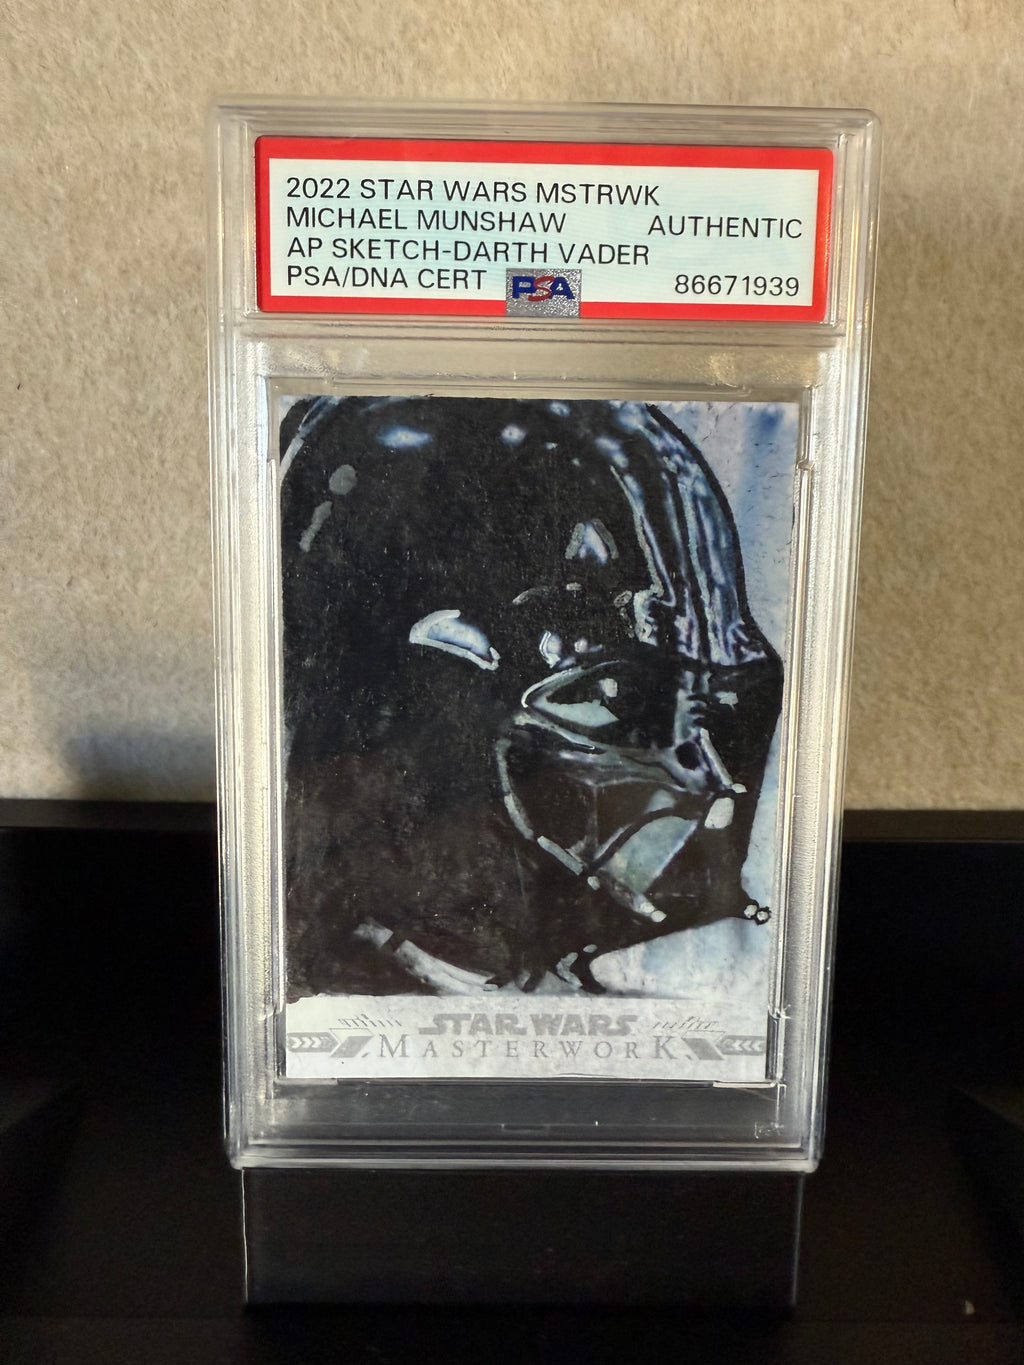 2022 STAR WARS MSTRWK
MICHAEL MUNSHAW AUTHENTIC
AP SKETCH-DARTH VADER
PSA/DNA CERT PSA 86671939
STAR WARS
MASTERWORK